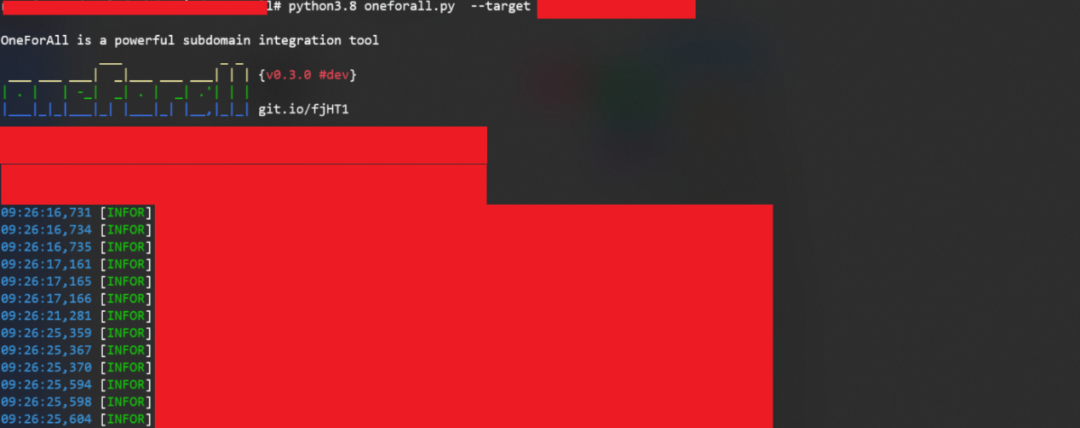 l# python3.8 oneforall.py --target
OneForAll is a powerful subdomain integration tool
oneforall {v0.3.0 #dev}
git.io/fjHT1
09:26:16,731 [INFOR]
09:26:16,734 [INFOR]
09:26:16,735 [INFOR]
09:26:17,161 [INFOR]
09:26:17,165 [INFOR]
09:26:17,166 [INFOR]
09:26:21,281 [INFOR]
09:26:25,359 [INFOR]
09:26:25,367 [INFOR]
09:26:25,370 [INFOR]
09:26:25,594 [INFOR]
09:26:25,598 [INFOR]
09:26:25,604 [INFOR]